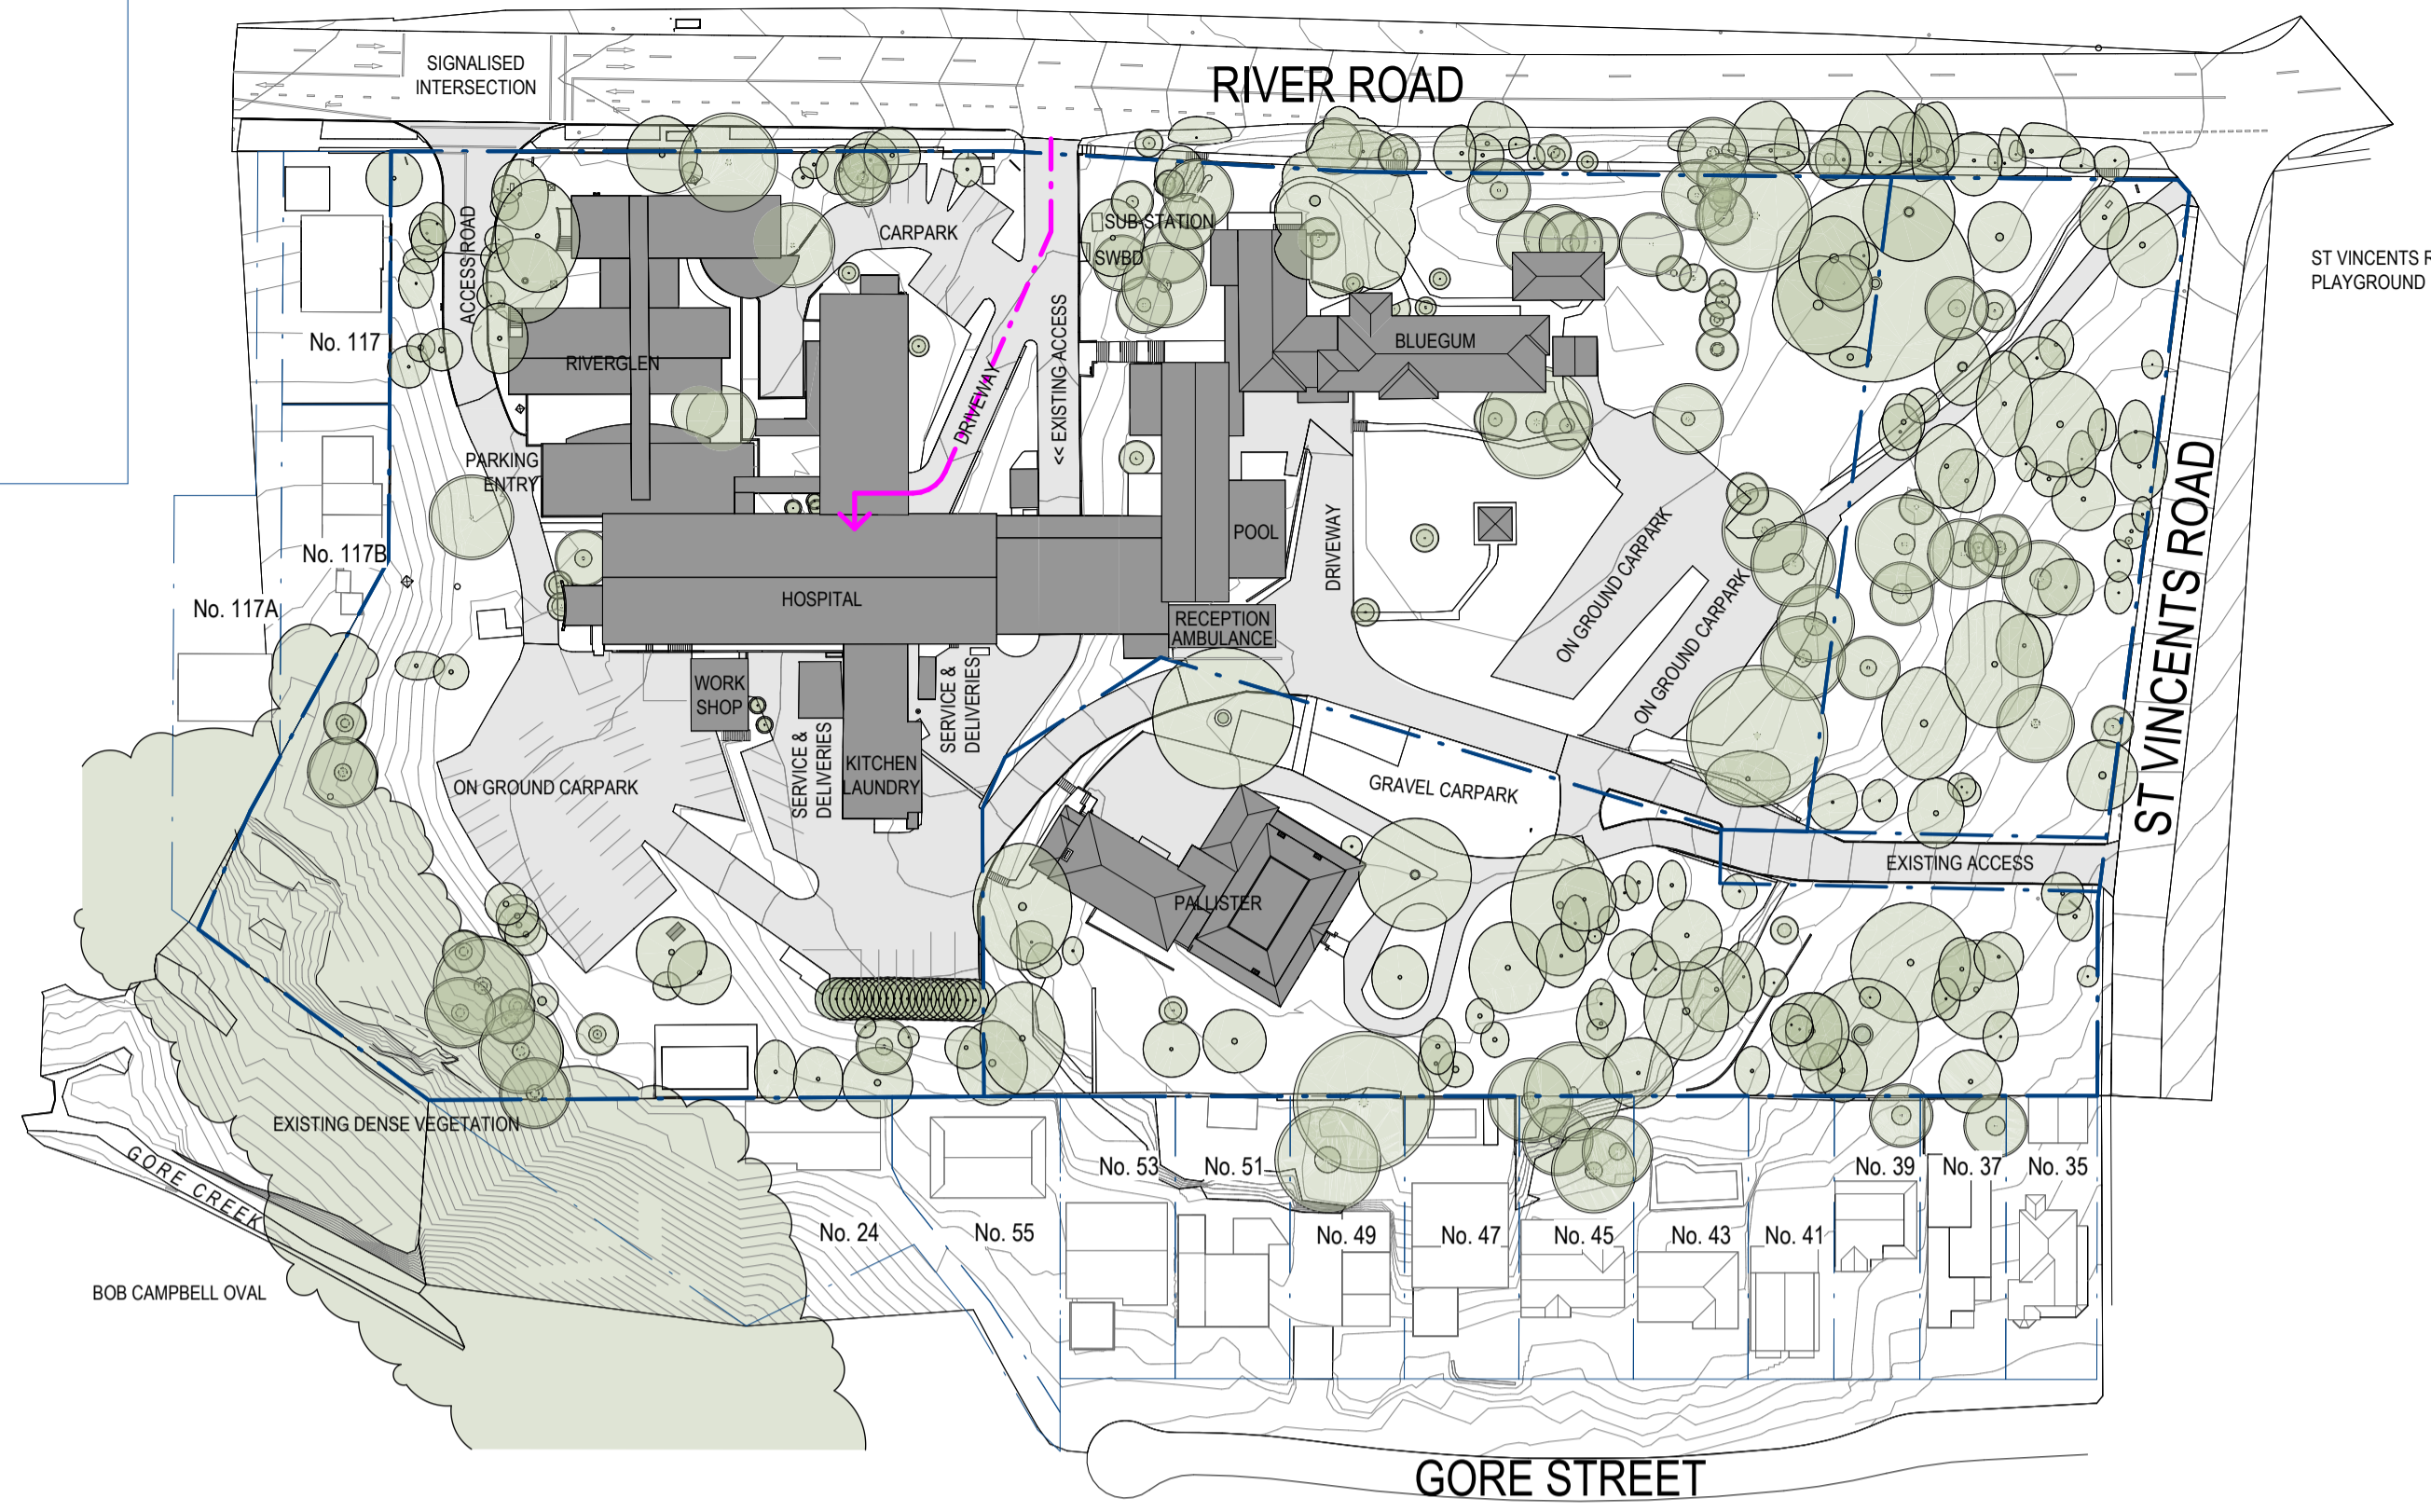 SIGNALISED
INTERSECTION
RIVER ROAD
ACCESS ROAD
CARPARK
SUB-STATION
SWBD
ST VINCENTS R
PLAYGROUND
No. 117
RIVERGLEN
DRIVEWAY
<< EXISTING ACCESS
BLUEGUM
PARKING
ENTRY
No. 117B
No. 117A
HOSPITAL
POOL
DRIVEWAY
ON GROUND CARPARK
ON GROUND CARPARK
RECEPTION
AMBULANCE
ST VINCENTS ROAD
WORK
SHOP
SERVICE &
DELIVERIES
SERVICE &
DELIVERIES
KITCHEN
LAUNDRY
ON GROUND CARPARK
GRAVEL CARPARK
EXISTING ACCESS
PALLISTER
EXISTING DENSE VEGETATION
GORE CREEK
BOB CAMPBELL OVAL
No. 24
No. 55
No. 53
No. 51
No. 49
No. 47
No. 45
No. 43
No. 41
No. 39
No. 37
No. 35
GORE STREET